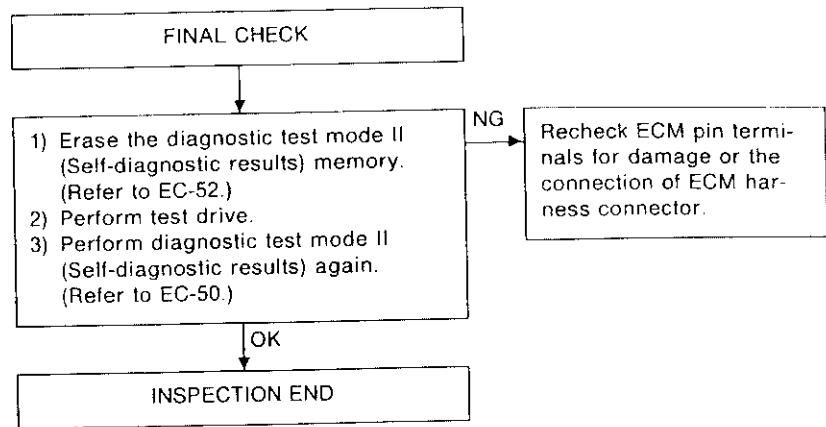 FINAL CHECK
1) Erase the diagnostic test mode II
(Self-diagnostic results) memory.
(Refer to EC-52.)
2) Perform test drive.
3) Perform diagnostic test mode II
(Self-diagnostic results) again.
(Refer to EC-50.)
NG
Recheck ECM pin termi-
nals for damage or the
connection of ECM har-
ness connector.
OK
INSPECTION END